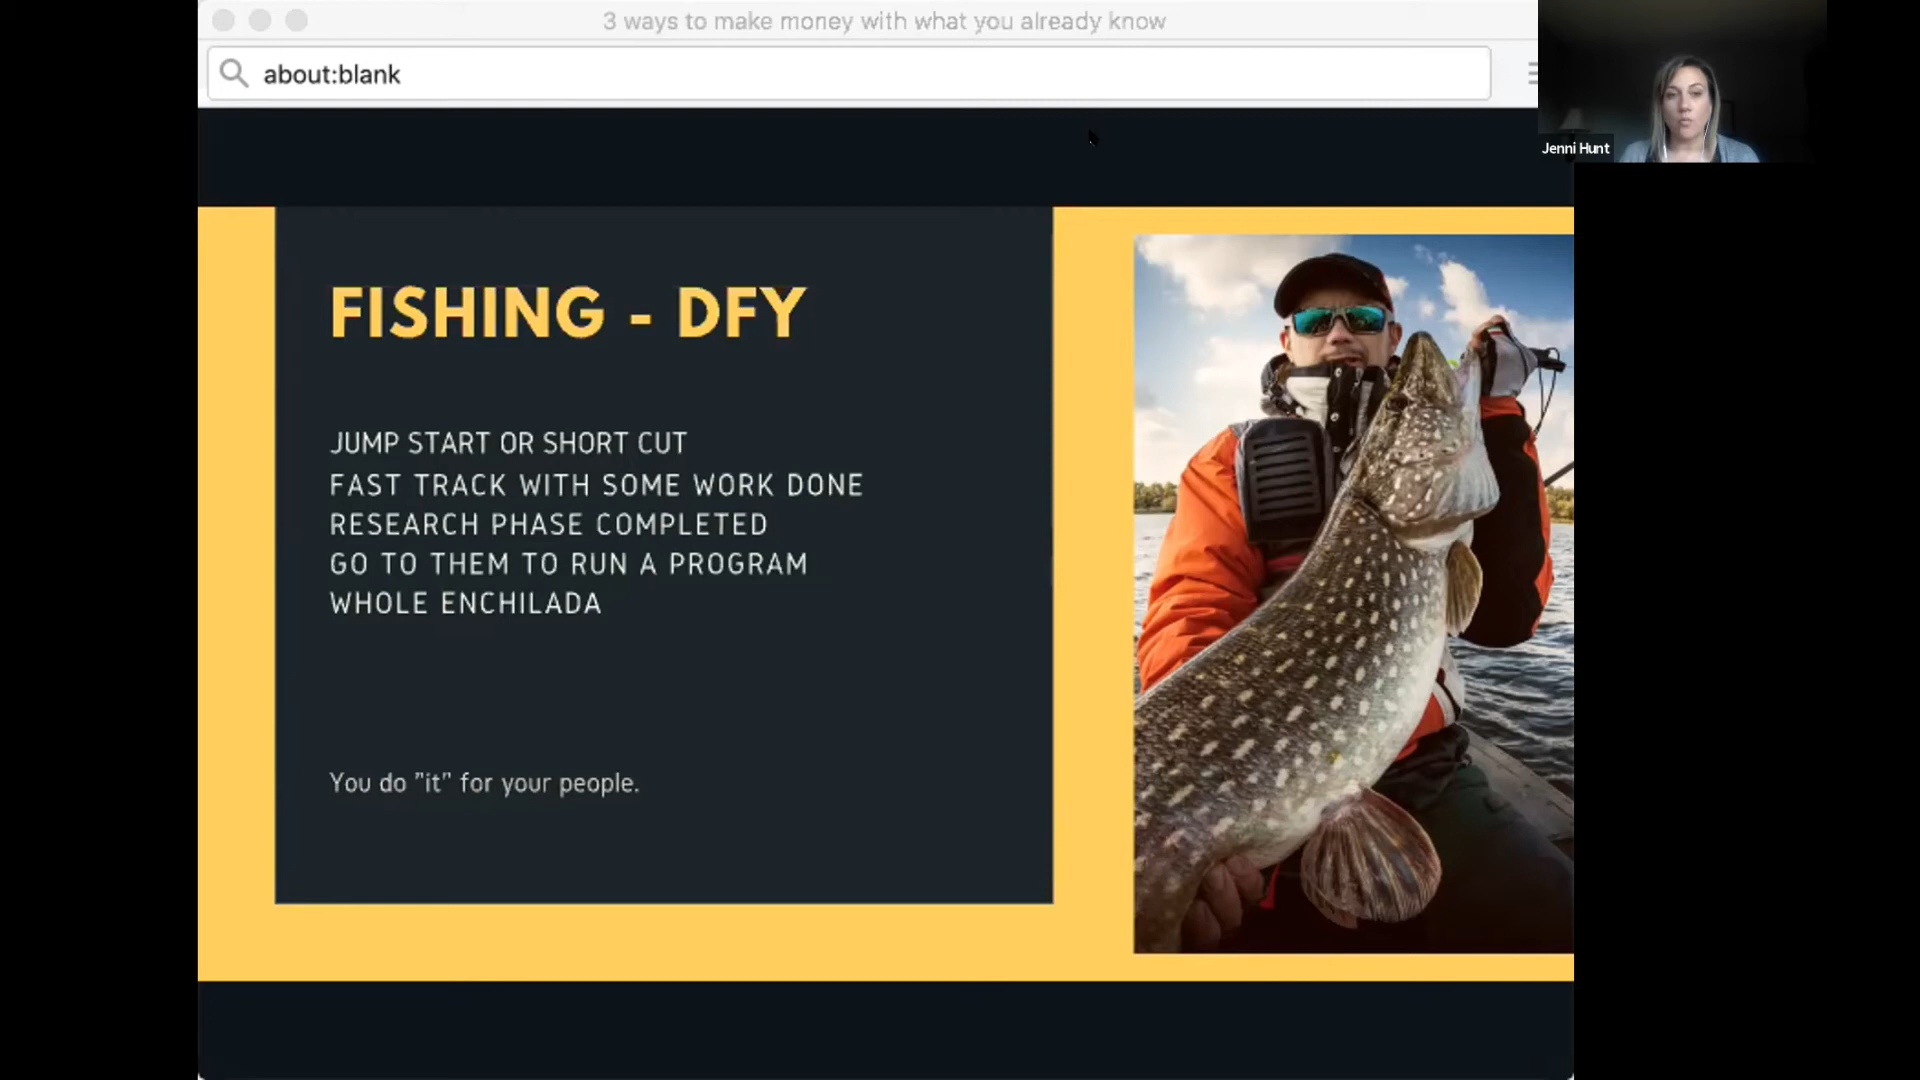 3 ways to make money with what you already know
about:blank
Jenni Hunt
FISHING - DFY
JUMP START OR SHORT CUT
FAST TRACK WITH SOME WORK DONE
RESEARCH PHASE COMPLETED
GO TO THEM TO RUN A PROGRAM
WHOLE ENCHILADA
You do "it" for your people.